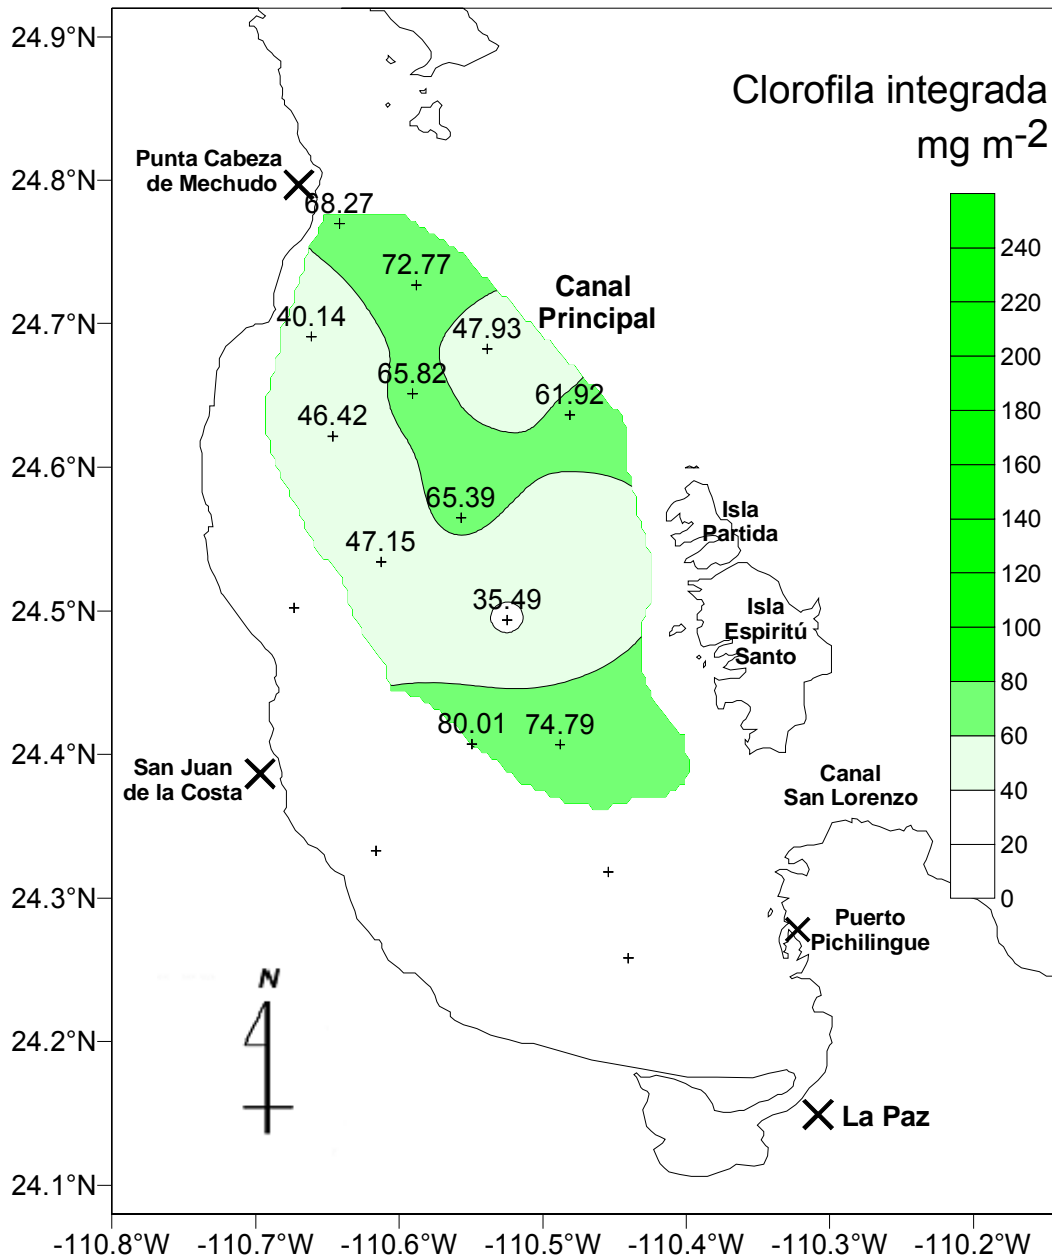 24.9°N
24.8°N
24.7°N
24.6°N
24.5°N
24.4°N
24.3°N
24.2°N
24.1°N
-110.8°W
-110.7°W
-110.6°W
-110.5°W
-110.4°W
-110.3°W
-110.2°W
Clorofila integrada
mg m-2
240
220
200
180
160
140
120
100
80
60
40
20
0
Punta Cabeza
de Mechudo
68.27
72.77
Canal
Principal
40.14
47.93
65.82
61.92
46.42
65.39
Isla
Partida
47.15
35.49
Isla
Espiritú
Santo
80.01
74.79
San Juan
de la Costa
Canal
San Lorenzo
Puerto
Pichilingue
N
La Paz